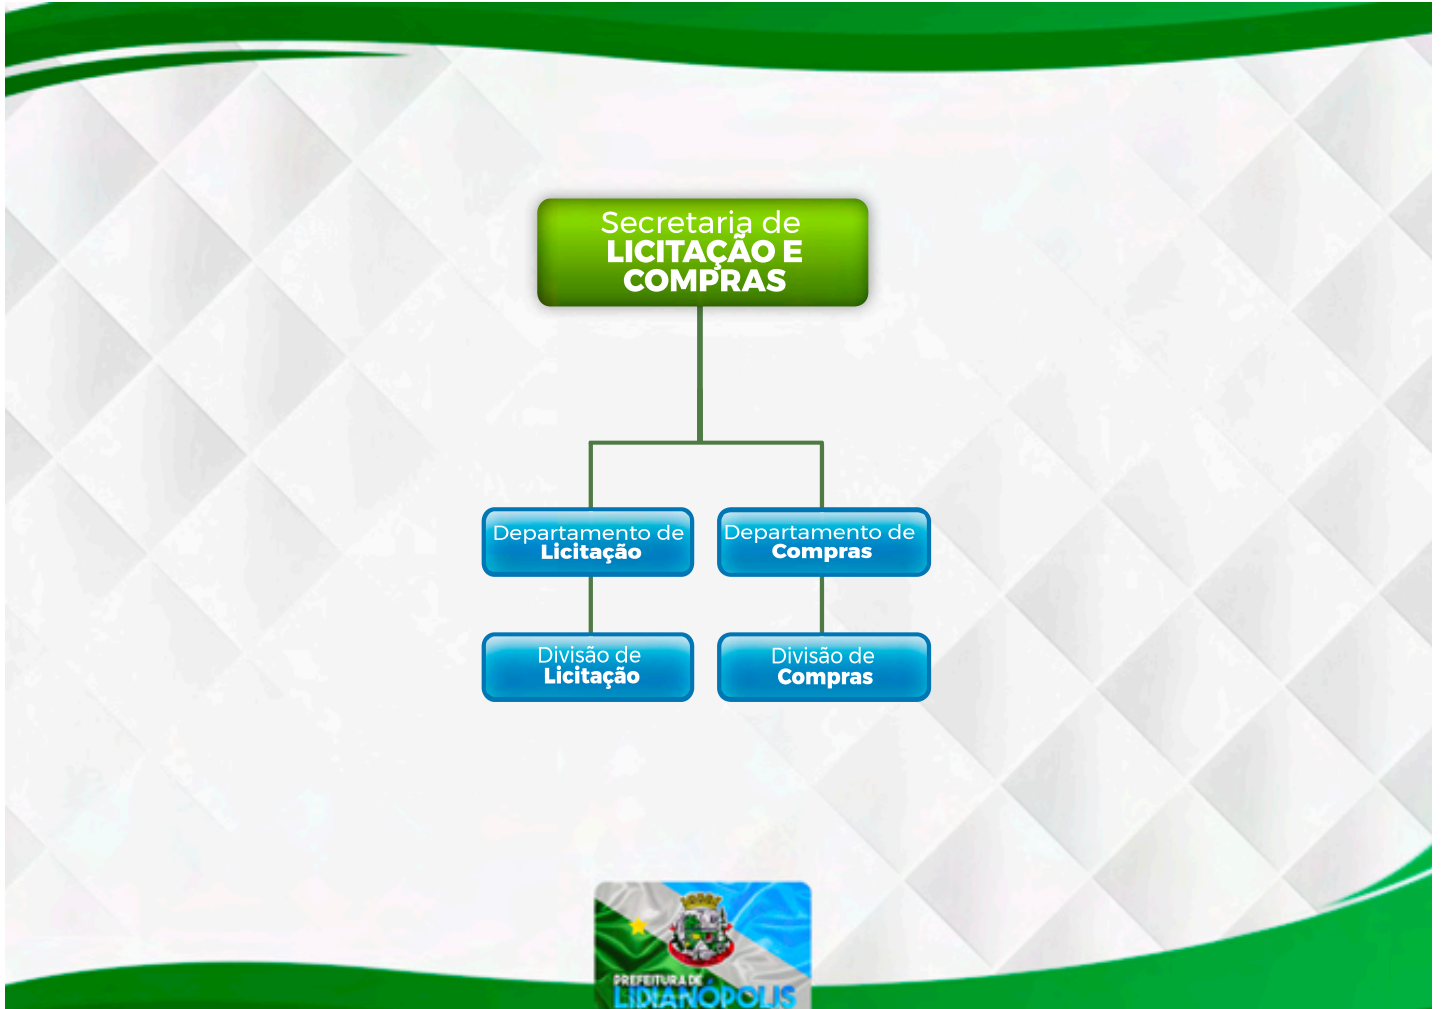 Secretaria de
LICITAÇÃO E
COMPRAS
Departamento de
Licitação
Departamento de
Compras
Divisão de
Licitação
Divisão de
Compras
PREFEITURA DE
LIDIANÓPOLIS